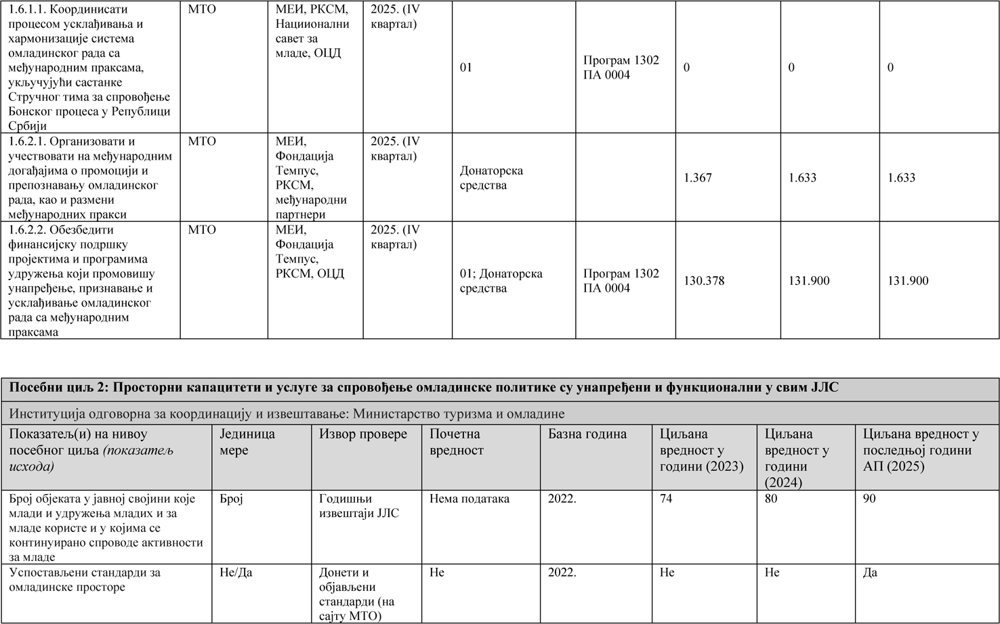 1.6.1.1. Координисати
процесом усклађивања и
хармонизације система
омладинског рада са
међународним праксама,
укључујући састанке
Стручног тима за спровођење
Бонског процеса у Републици
Србији
МТО
МЕИ, РКСМ,
Нациионални
савет за
младе, ОЦД
2025. (IV
квартал)
01
Програм 1302
ПА 0004
0
0
0
1.6.2.1. Организовати и
учествовати на међународним
догађајима о промоцији и
препознавању омладинског
рада, као и размени
међународних пракси
МТО
МЕИ,
Фондација
Темпус,
РКСМ,
међународни
партнери
2025. (IV
квартал)
Донаторска
средства
1.367
1.633
1.633
1.6.2.2. Обезбедити
финансијску подршку
пројектима и програмима
удружења који промовишу
унапређење, признавање и
усклађивање омладинског
рада са међународним
праксама
МТО
МЕИ,
Фондација
Темпус,
РКСМ, ОЦД
2025. (IV
квартал)
01; Донаторска
средства
Програм 1302
ПА 0004
130.378
131.900
131.900
Посебни циљ 2: Просторни капацитети и услуге за спровођење омладинске политике су унапређени и функционални у свим ЈЛС
Институција одговорна за координацију и извештавање: Министарство туризма и омладине
Показатељ(и) на нивоу
посебног циља (показатељ
исхода)
Јединица
мере
Извор провере
Почетна
вредност
Базна година
Циљана
вредност у
години (2023)
Циљана
вредност у
години
(2024)
Циљана вредност у
последњој години
АП (2025)
Број објеката у јавној својини које
млади и удружења младих и за
младе користе и у којима се
континуирано спроводе активности
за младе
Број
Годишњи
извештаји ЈЛС
Нема података
2022.
74
80
90
Успостављени стандарди за
омладинске просторе
Не/Да
Донети и
објављени
стандарди (на
сајту МТО)
Не
2022.
Не
Не
Да